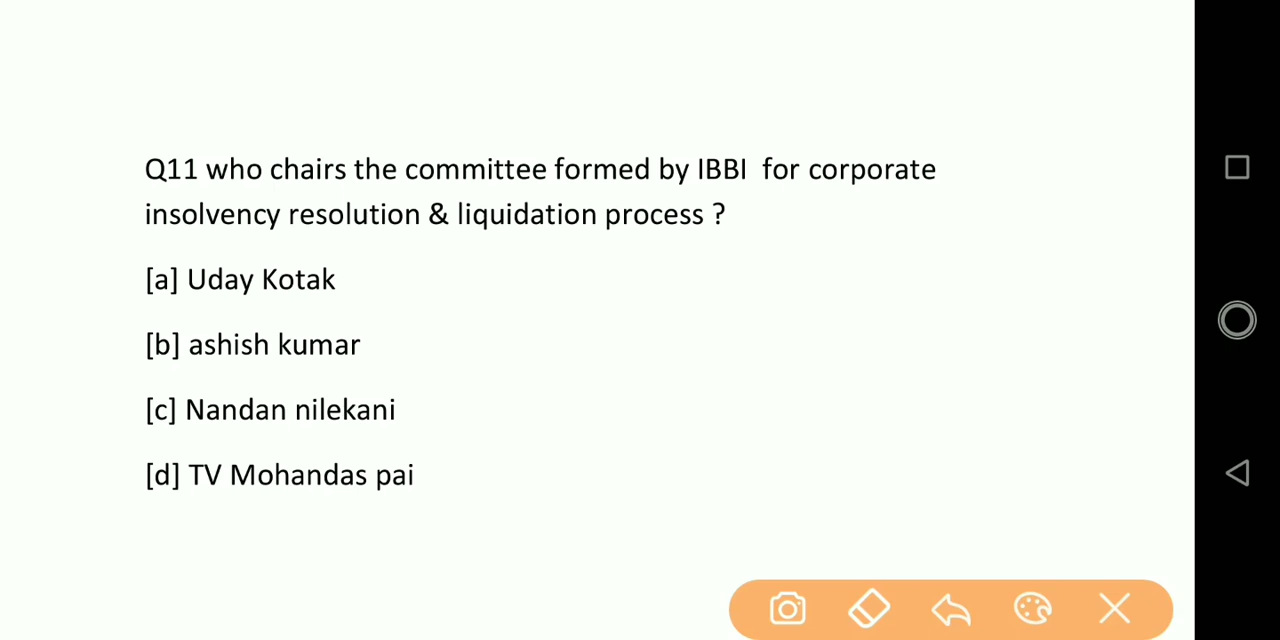 Q11 who chairs the committee formed by IBBI  for corporate
insolvency resolution & liquidation process ?
[a] Uday Kotak
[b] ashish kumar
[c] Nandan nilekani
[d] TV Mohandas pai